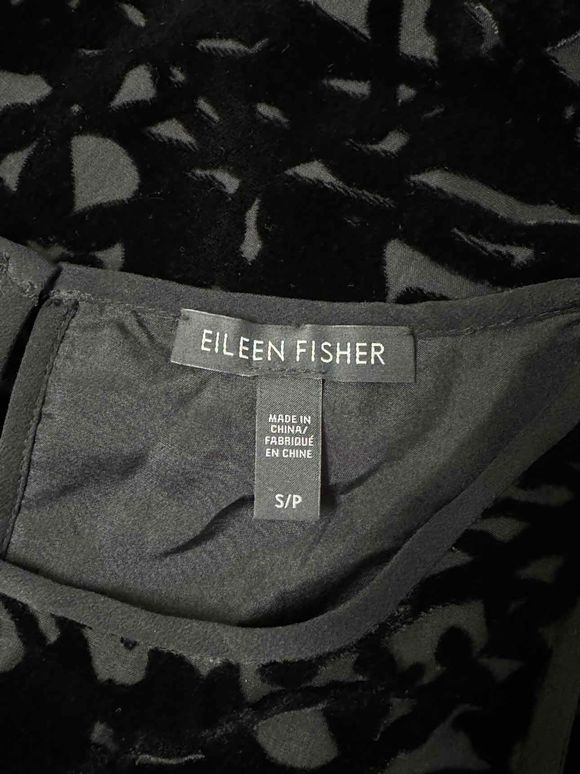 EILEEN FISHER
MADE IN
CHINA/
FABRIQUÉ
EN CHINE
S/P